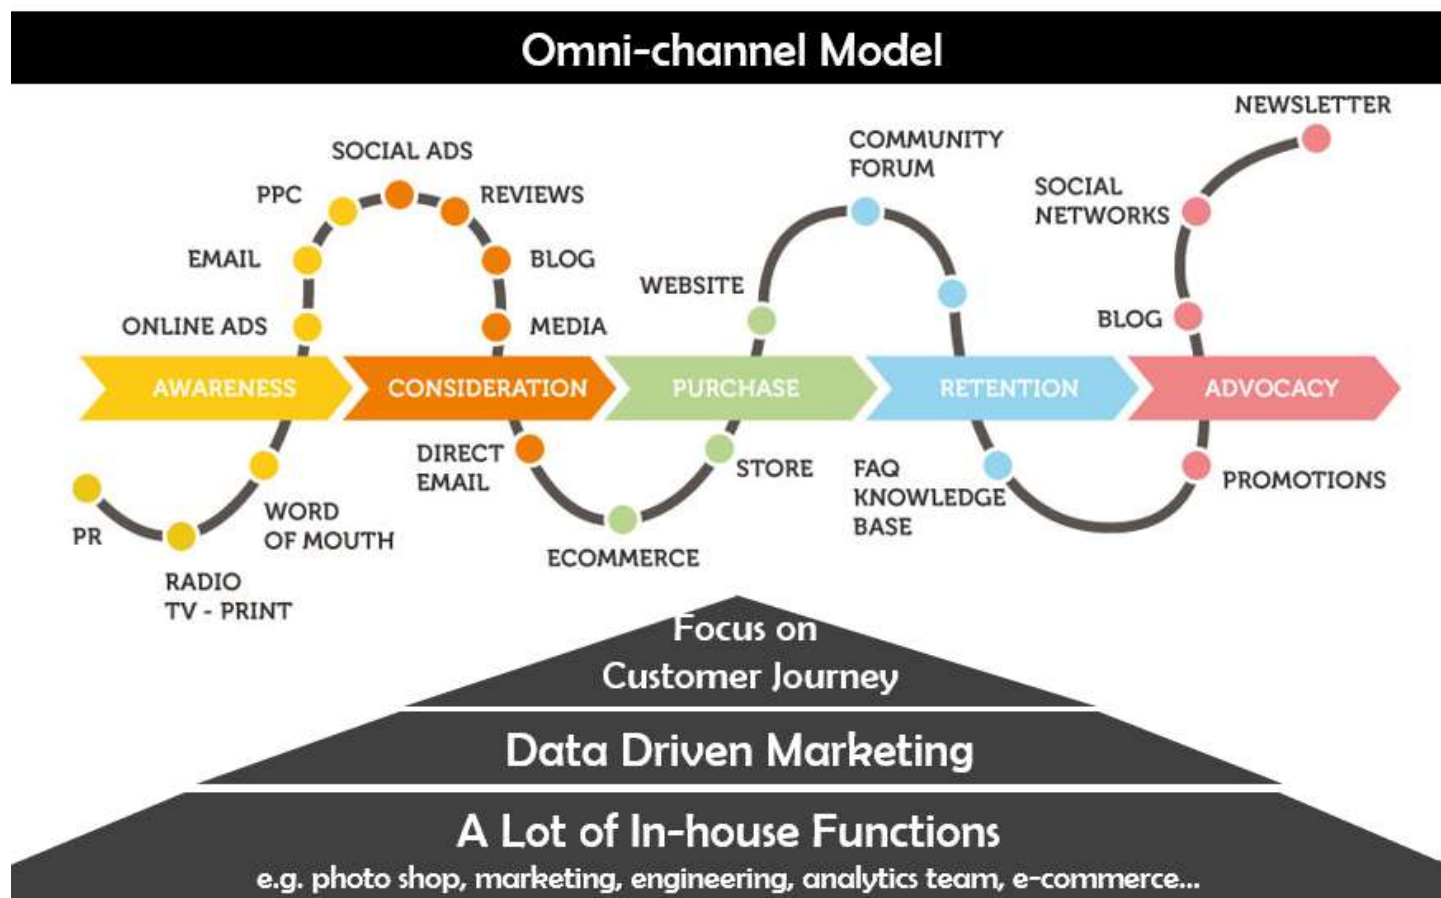 Omni-channel Model
NEWSLETTER
COMMUNITY
FORUM
SOCIAL ADS
SOCIAL
NETWORKS
PPC
REVIEWS
EMAIL
BLOG
WEBSITE
ONLINE ADS
MEDIA
BLOG
AWARENESS
CONSIDERATION
PURCHASE
RETENTION
ADVOCACY
DIRECT
EMAIL
STORE
FAQ
KNOWLEDGE
BASE
PROMOTIONS
PR
WORD
OF MOUTH
ECOMMERCE
RADIO
TV - PRINT
Focus on
Customer Journey
Data Driven Marketing
A Lot of In-house Functions
e.g. photo shop, marketing, engineering, analytics team, e-commerce...